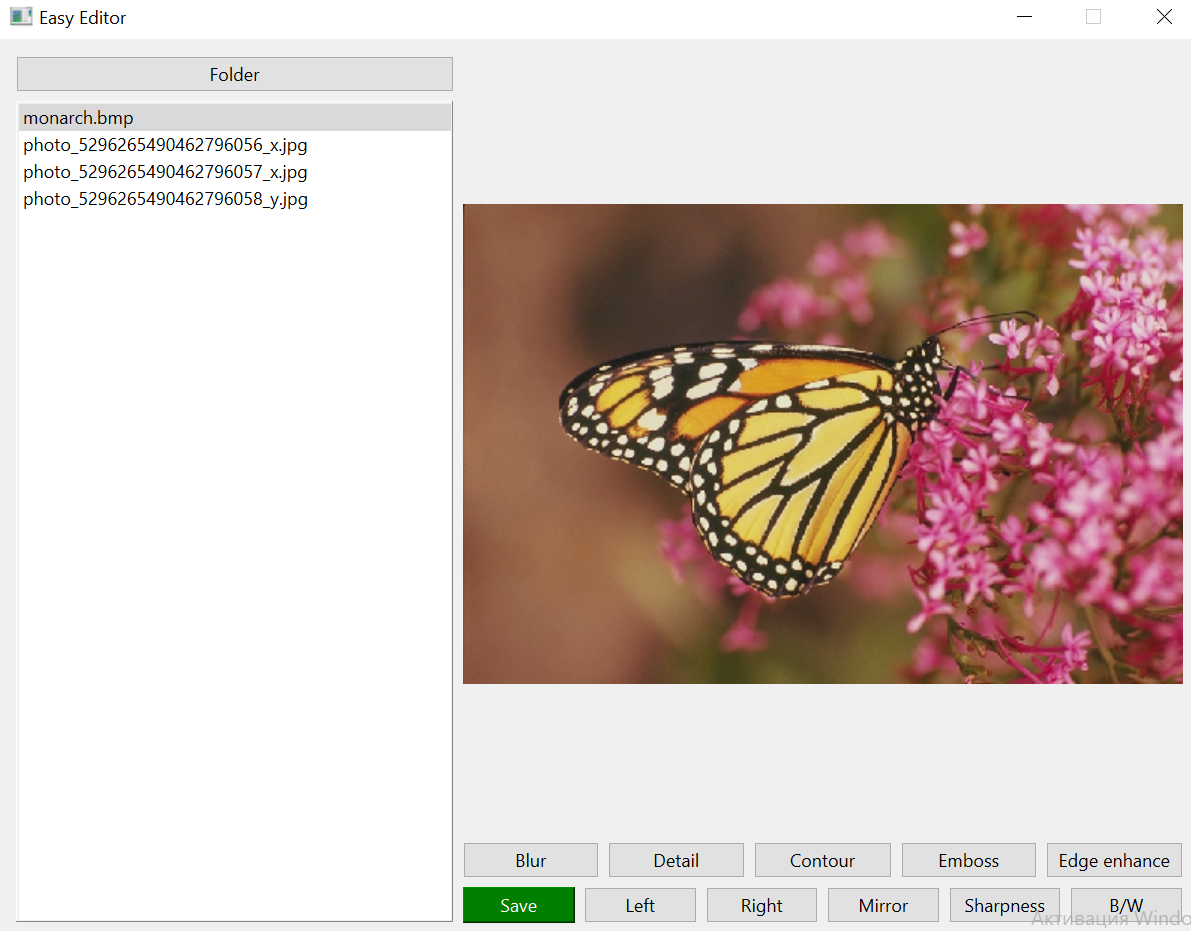 Easy Editor
Folder
monarch.bmp
photo_5296265490462796056_x.jpg
photo_5296265490462796057_x.jpg
photo_5296265490462796058_y.jpg
Blur Detail Contour Emboss Edge enhance
Save Left Right Mirror Sharpness B/W
Активация Windo